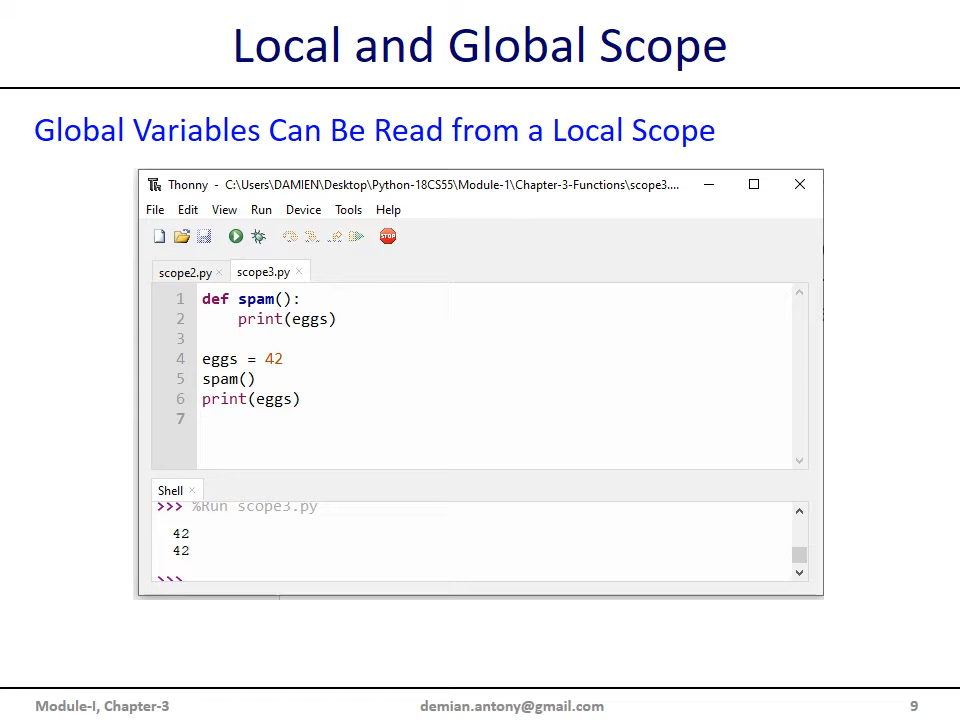 Local and Global Scope
Global Variables Can Be Read from a Local Scope
Thonny - C:\Users\DAMIEN\Desktop\Python-18CS55\Module-1\Chapter-3-Functions\scope3....
File Edit View Run Device Tools Help
STOP
scope2.py × scope3.py ×
1 def spam():
2     print(eggs)
3
4 eggs = 42
5 spam()
6 print(eggs)
7
Shell ×
>>> %Run scope3.py
42
42
>>>
Module-I, Chapter-3 demian.antony@gmail.com 9